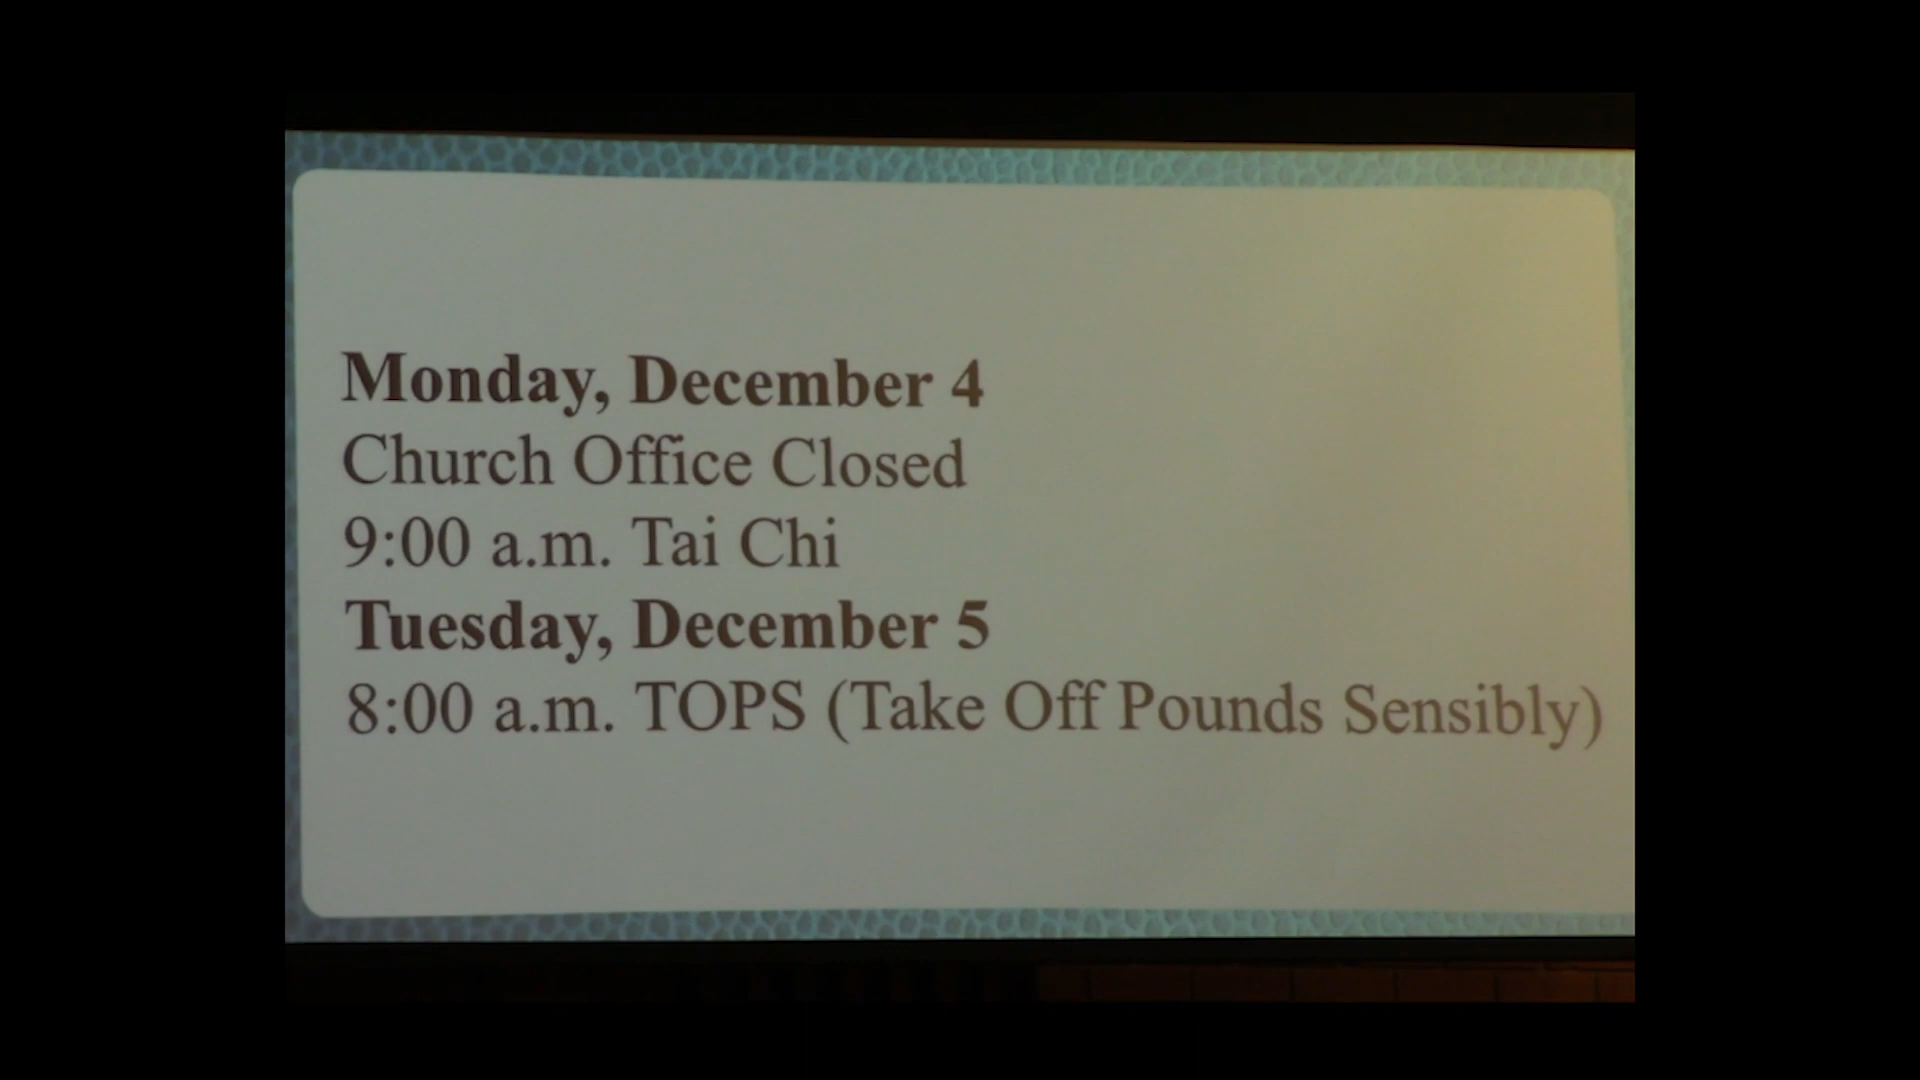 Monday, December 4
Church Office Closed
9:00 a.m. Tai Chi
Tuesday, December 5
8:00 a.m. TOPS (Take Off Pounds Sensibly)